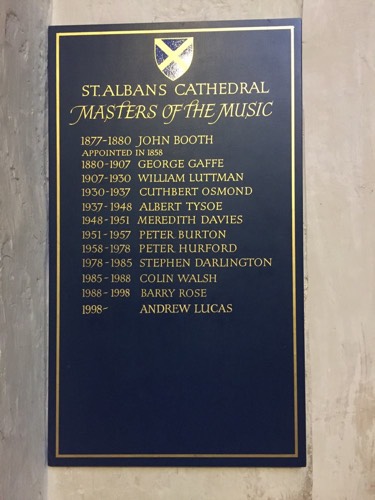 ST. ALBANS CATHEDRAL
MASTERS OF THE MUSIC
1877-1880 JOHN BOOTH
APPOINTED IN 1858
1880-1907 GEORGE GAFFE
1907-1930 WILLIAM LUTTMAN
1930-1937 CUTHBERT OSMOND
1937-1948 ALBERT TYSOE
1948-1951 MEREDITH DAVIES
1951-1957 PETER BURTON
1958-1978 PETER HURFORD
1978-1985 STEPHEN DARLINGTON
1985-1988 COLIN WALSH
1988-1998 BARRY ROSE
1998- ANDREW LUCAS